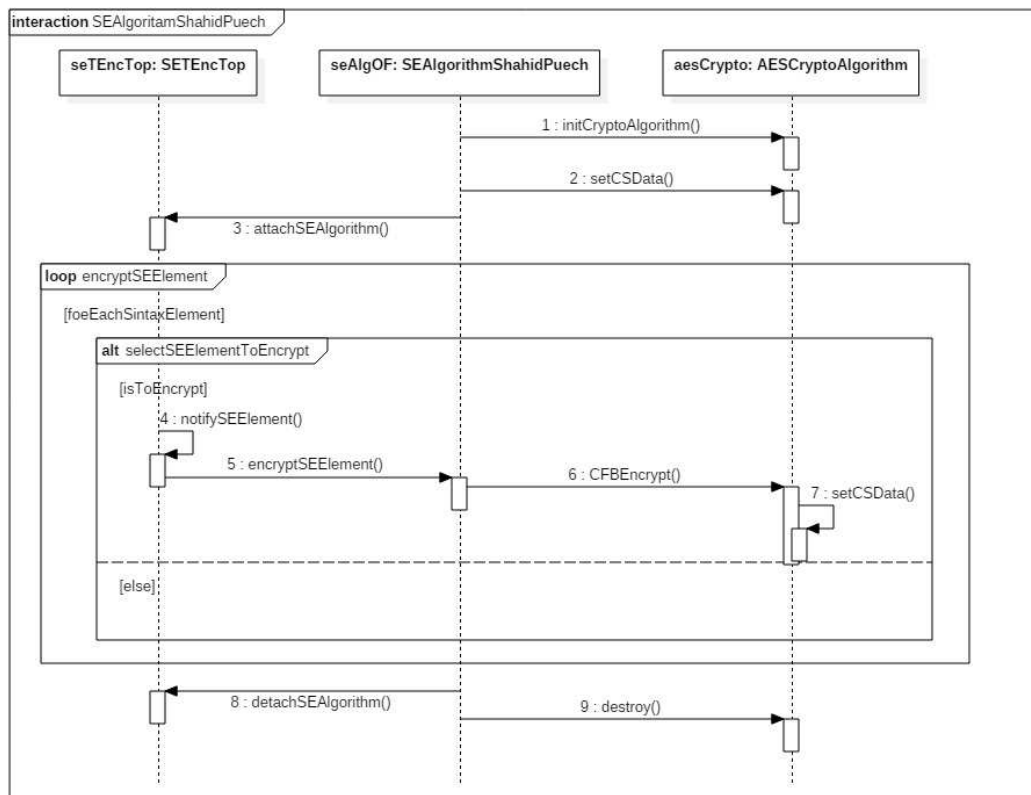 interaction SEAlgoritamShahidPuech
seTEncTop: SETEncTop
seAlgOF: SEAlgorithmShahidPuech
aesCrypto: AESCryptoAlgorithm
1 : initCryptoAlgorithm()
2 : setCSData()
3 : attachSEAlgorithm()
loop encryptSEElement
[foeEachSintaxElement]
alt selectSEElementToEncrypt
[isToEncrypt]
4 : notifySEElement()
5 : encryptSEElement()
6 : CFBEncrypt()
7 : setCSData()
[else]
8 : detachSEAlgorithm()
9 : destroy()